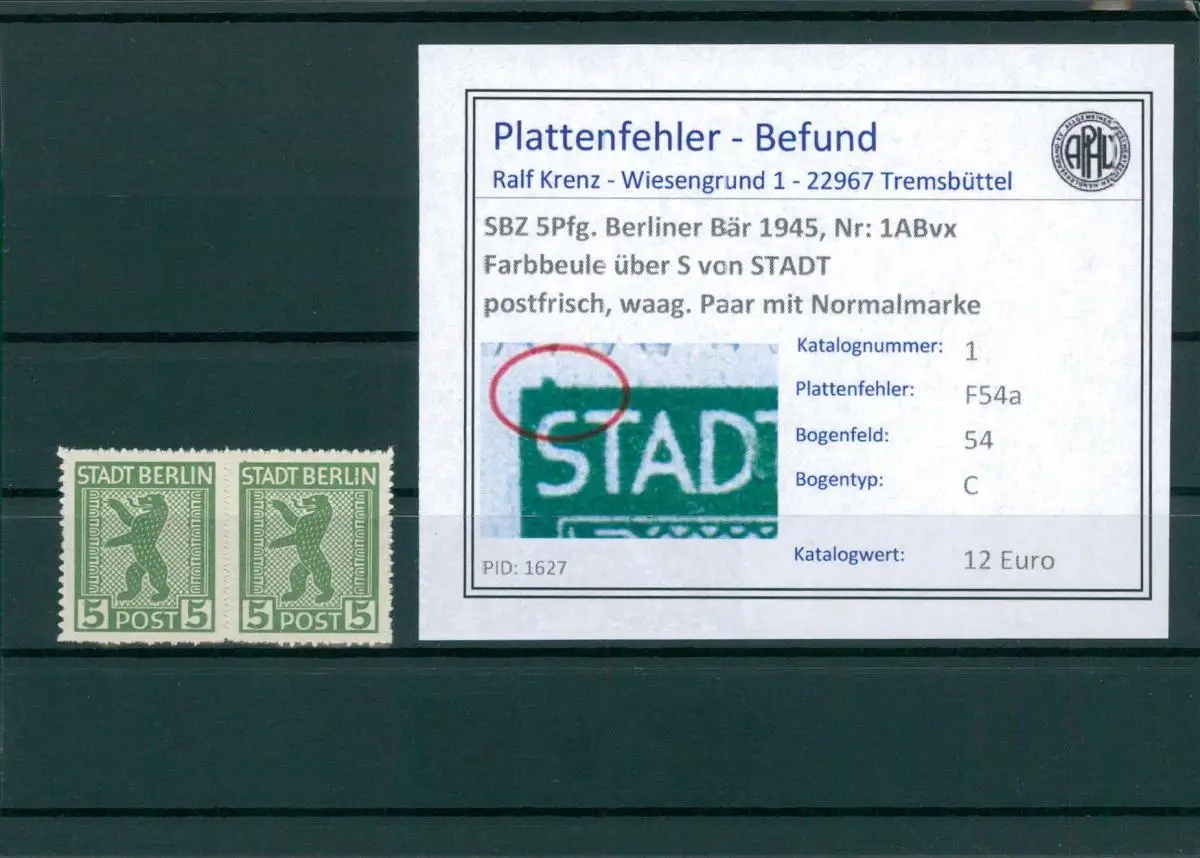 Plattenfehler - Befund
Ralf Krenz - Wiesengrund 1 - 22967 Tremsbüttel
APHV
SBZ 5Pfg. Berliner Bär 1945, Nr: 1ABvx
Farbbeule über S von STADT
postfrisch, waag. Paar mit Normalmarke
STADT
Katalognummer: 1
Plattenfehler: F54a
Bogenfeld: 54
Bogentyp: C
Katalogwert: 12 Euro
PID: 1627
STADT BERLIN
5 POST 5
STADT BERLIN
5 POST 5